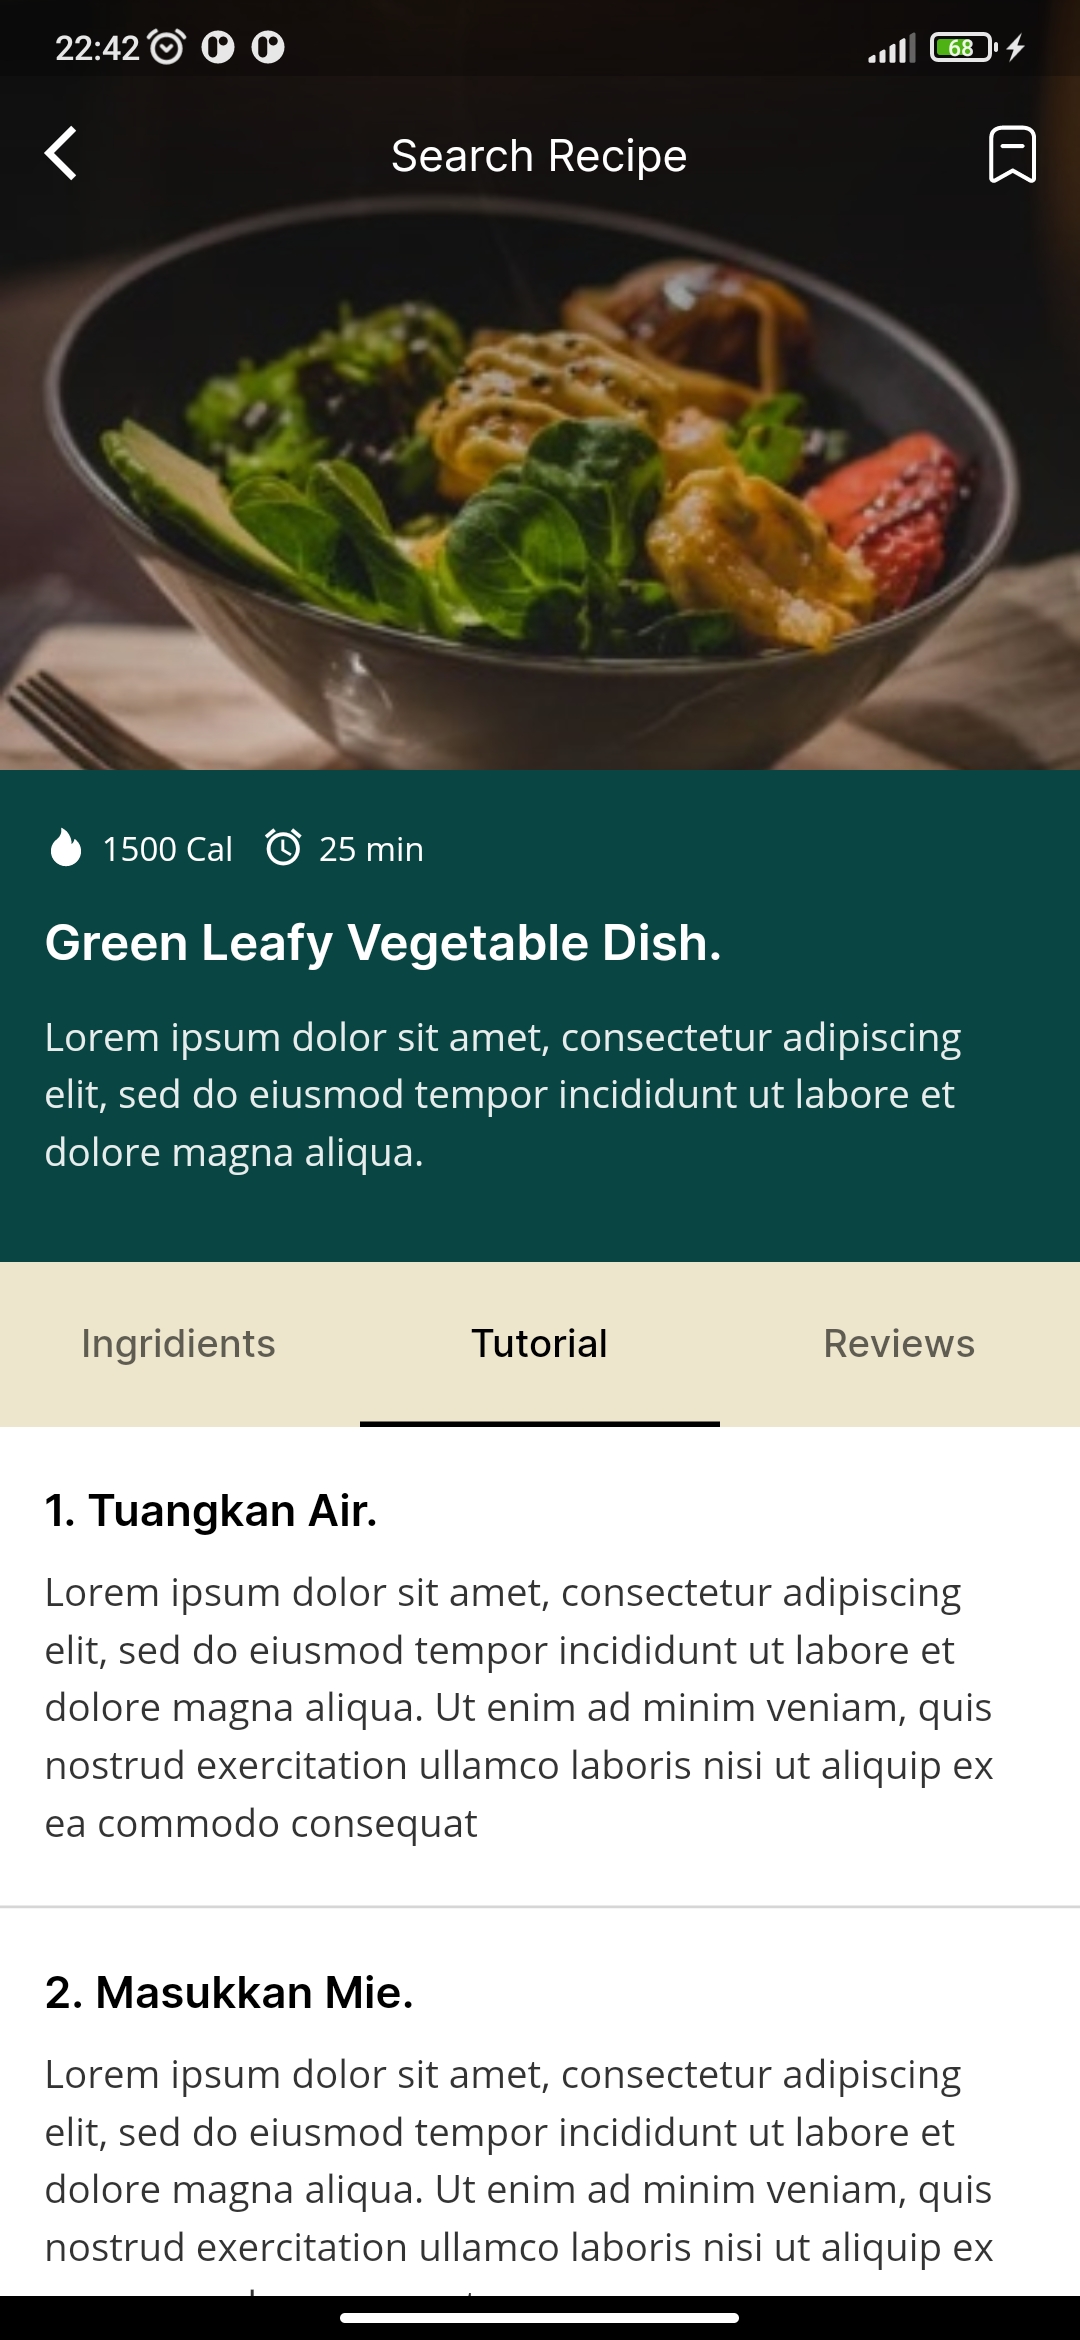 22:42
68
Search Recipe
1500 Cal 25 min
Green Leafy Vegetable Dish.
Lorem ipsum dolor sit amet, consectetur adipiscing
elit, sed do eiusmod tempor incididunt ut labore et
dolore magna aliqua.
Ingridients Tutorial Reviews
1. Tuangkan Air.
Lorem ipsum dolor sit amet, consectetur adipiscing
elit, sed do eiusmod tempor incididunt ut labore et
dolore magna aliqua. Ut enim ad minim veniam, quis
nostrud exercitation ullamco laboris nisi ut aliquip ex
ea commodo consequat
2. Masukkan Mie.
Lorem ipsum dolor sit amet, consectetur adipiscing
elit, sed do eiusmod tempor incididunt ut labore et
dolore magna aliqua. Ut enim ad minim veniam, quis
nostrud exercitation ullamco laboris nisi ut aliquip ex